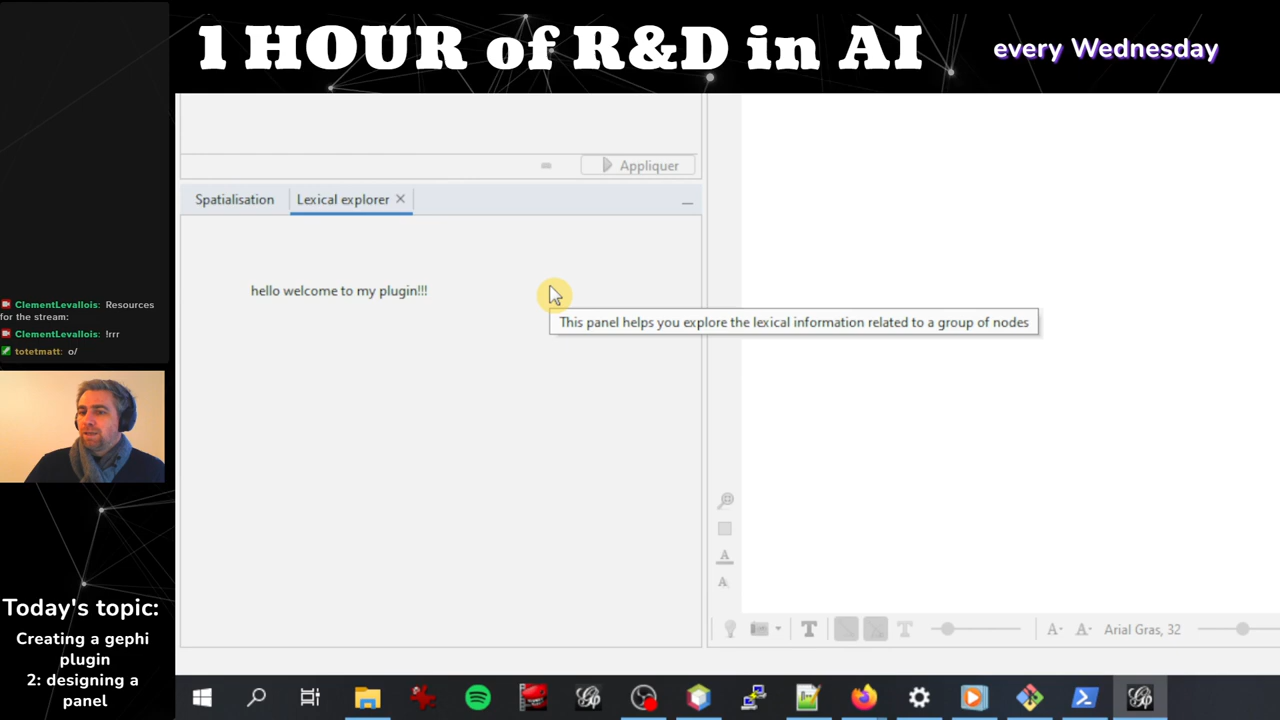 1 HOUR of R&D in AI
every Wednesday
Appliquer
Spatialisation
Lexical explorer
hello welcome to my plugin!!!
This panel helps you explore the lexical information related to a group of nodes
ClementLevallois: Resources
for the stream:
ClementLevallois: !rrr
totetmatt: o/
Today's topic:
Creating a gephi
plugin
2: designing a
panel
A
A
T
T
A
A
Arial Gras, 32